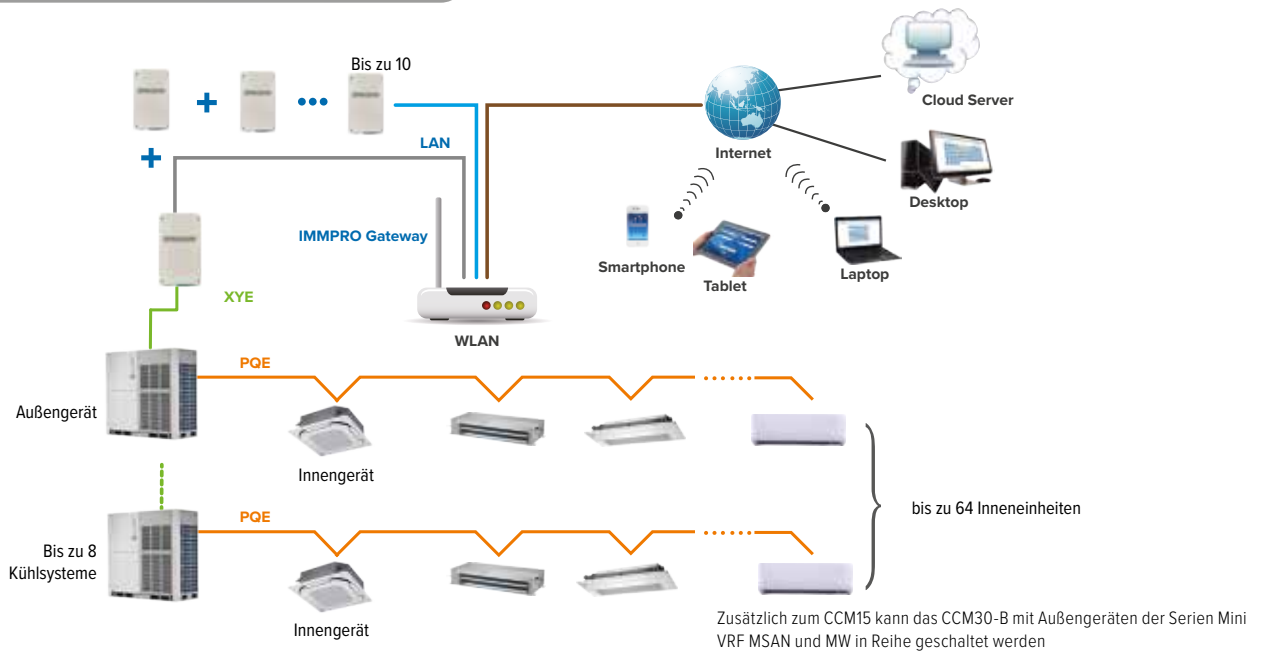 Bis zu 10
Cloud Server
LAN
Internet
Desktop
IMMPRO Gateway
Smartphone
Tablet
Laptop
XYE
WLAN
PQE
Außengerät
Innengerät
bis zu 64 Inneneinheiten
PQE
Bis zu 8
Kühlsysteme
Innengerät
Zusätzlich zum CCM15 kann das CCM30-B mit Außengeräten der Serien Mini
VRF MSAN und MW in Reihe geschaltet werden